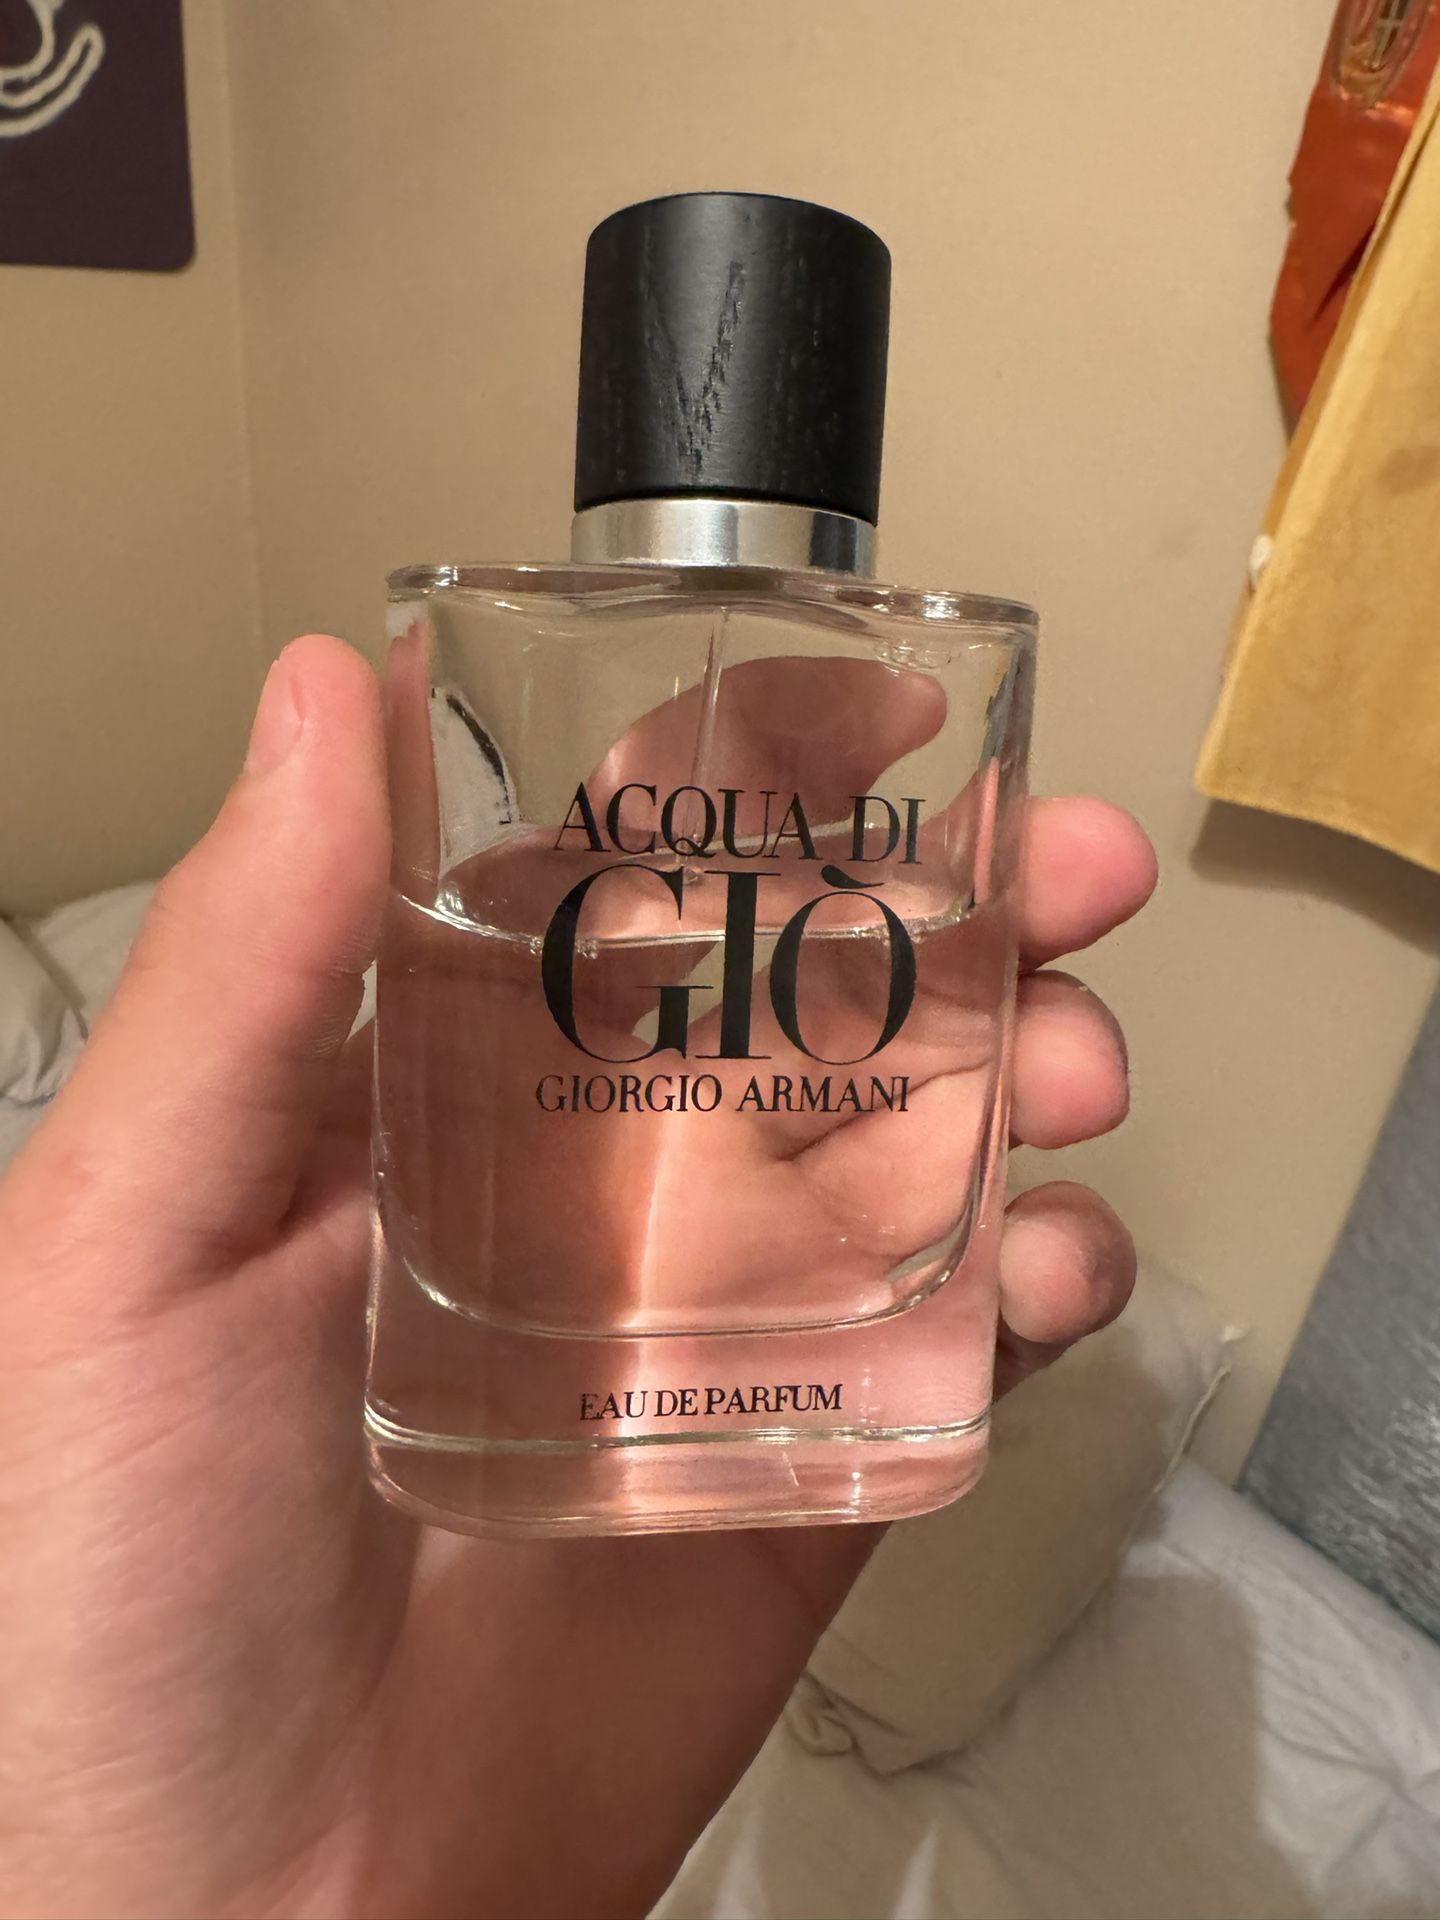 ACQUA DI
GIÒ
GIORGIO ARMANI
EAU DE PARFUM